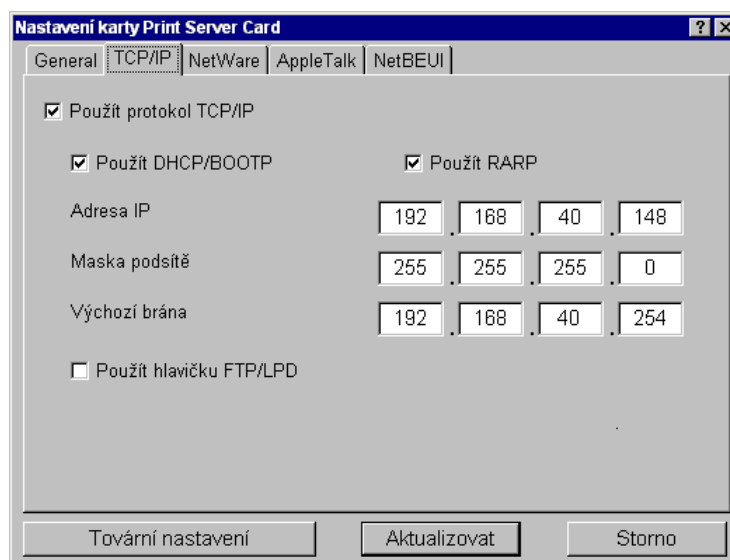 Nastavení karty Print Server Card
General TCP/IP NetWare AppleTalk NetBEUI
Použít protokol TCP/IP
Použít DHCP/BOOTP Použít RARP
Adresa IP 192 . 168 . 40 . 148
Maska podsítě 255 . 255 . 255 . 0
Výchozí brána 192 . 168 . 40 . 254
Použít hlavičku FTP/LPD
Tovární nastavení Aktualizovat Storno